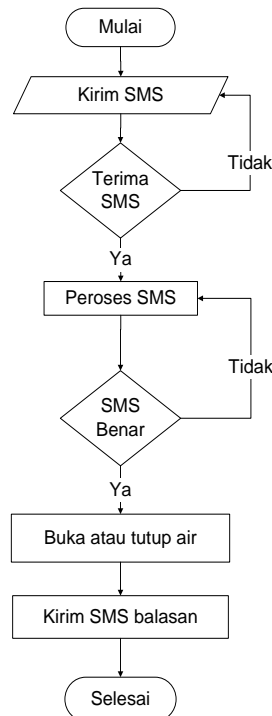 Mulai
Kirim SMS
Terima
SMS
Tidak
Ya
Peroses SMS
SMS
Benar
Tidak
Ya
Buka atau tutup air
Kirim SMS balasan
Selesai